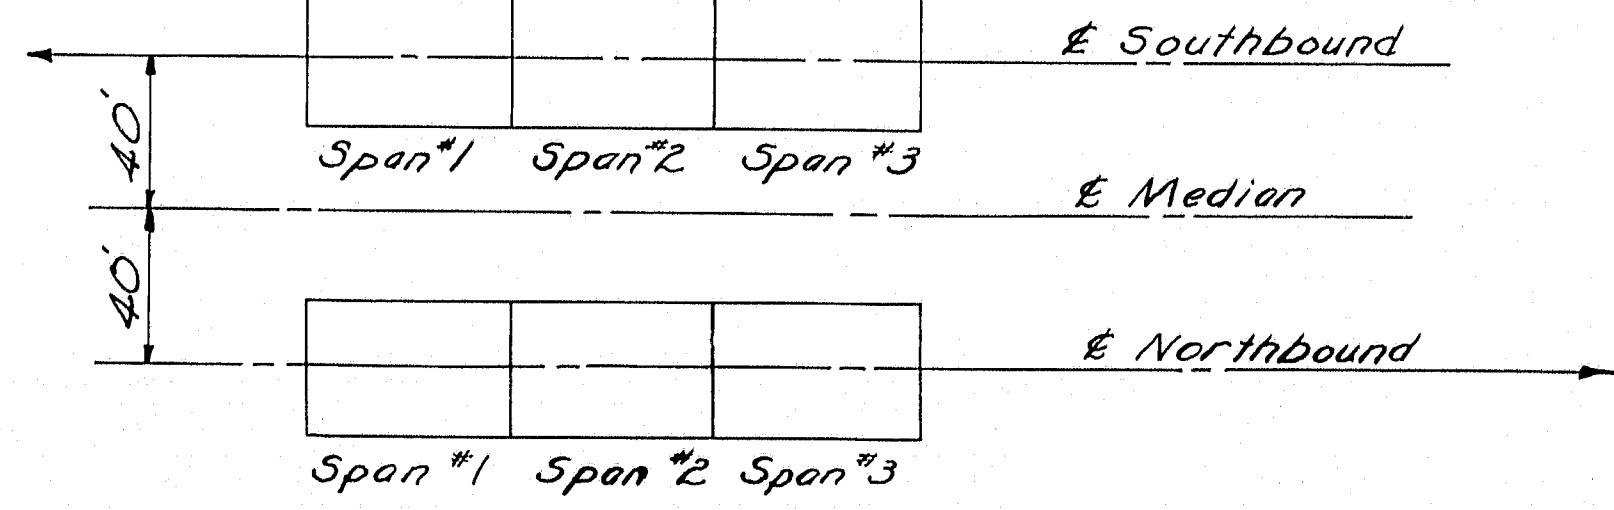 ℄ Southbound
40'
Span #1 Span #2 Span #3
℄ Median
40'
℄ Northbound
Span #1 Span #2 Span #3